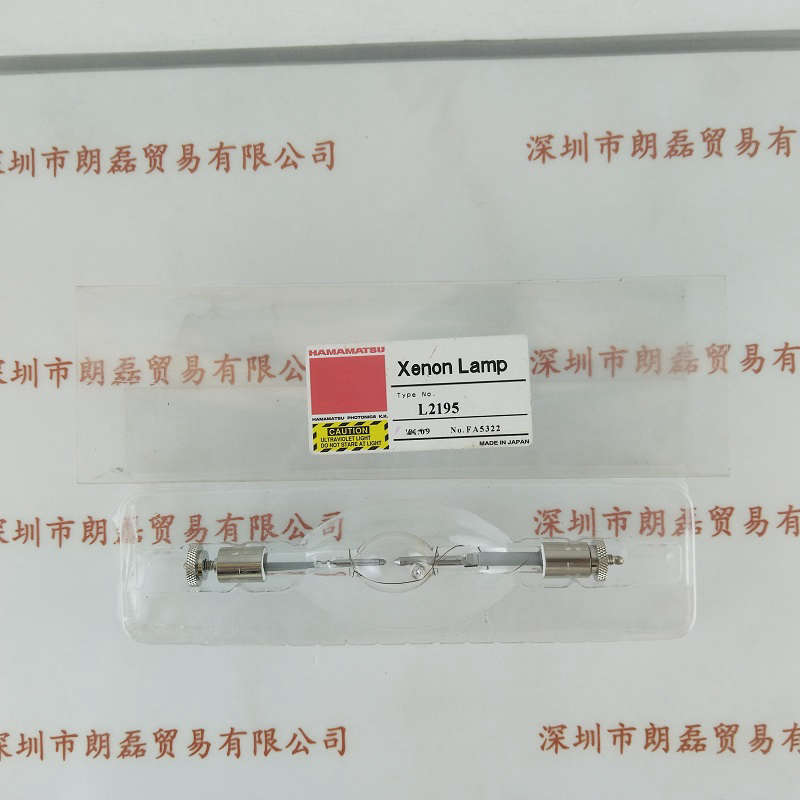 深圳市朗磊贸易有限公司
深圳市朗磊贸易有
HAMAMATSU
Xenon Lamp
Type No.
L2195
HAMAMATSU PHOTONICS K.K.
CAUTION
ULTRAVIOLET LIGHT
DO NOT STARE AT LIGHT
No. FA5322
MADE IN JAPAN
市朗磊贸易有限公司
深圳市朗磊贸易有限
深圳市朗磊贸易有限公司
深圳市朗磊贸易有限
深圳市朗磊贸易有限公司
深圳市朗磊贸易有